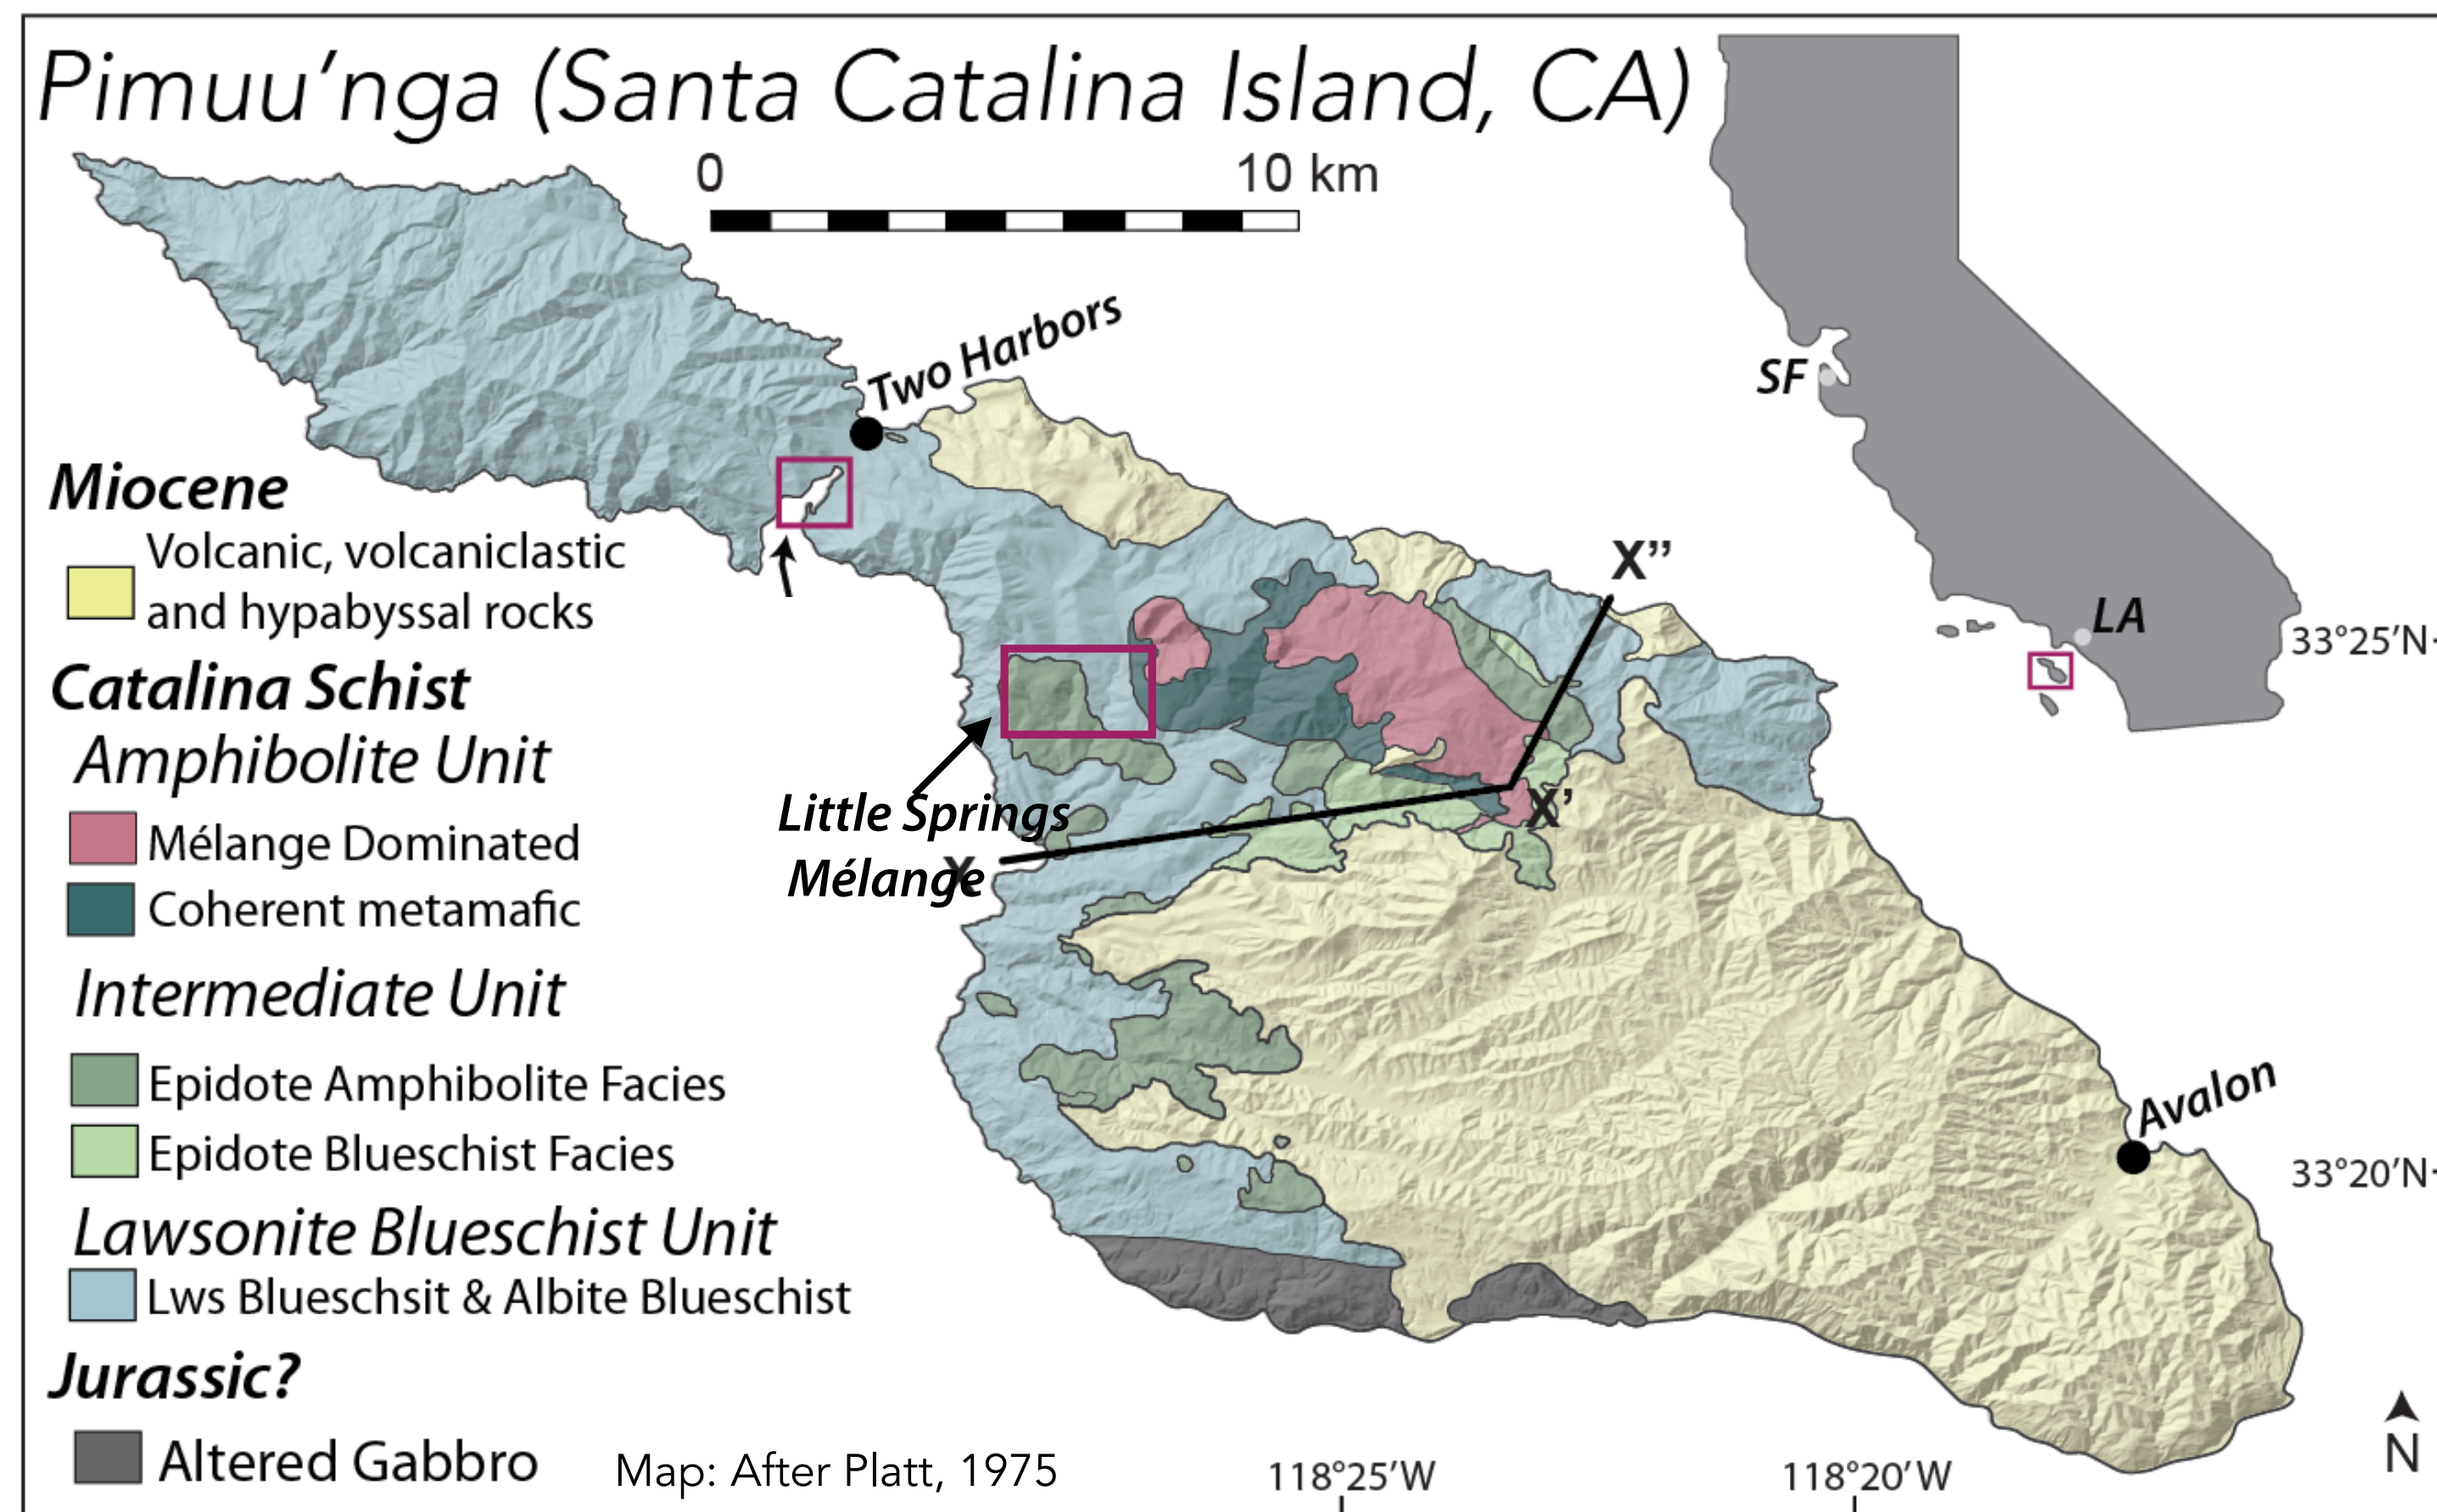 Pimuu'nga (Santa Catalina Island, CA)
0 10 km
Two Harbors
SF
LA
33°25'N
X"
Miocene
Volcanic, volcaniclastic
and hypabyssal rocks
Catalina Schist
Amphibolite Unit
Mélange Dominated
Coherent metamafic
Little Springs
Mélange
X
X'
Intermediate Unit
Epidote Amphibolite Facies
Epidote Blueschist Facies
Lawsonite Blueschist Unit
Lws Blueschsit & Albite Blueschist
Jurassic?
Altered Gabbro
Map: After Platt, 1975
Avalon
33°20'N
118°25'W
118°20'W
N